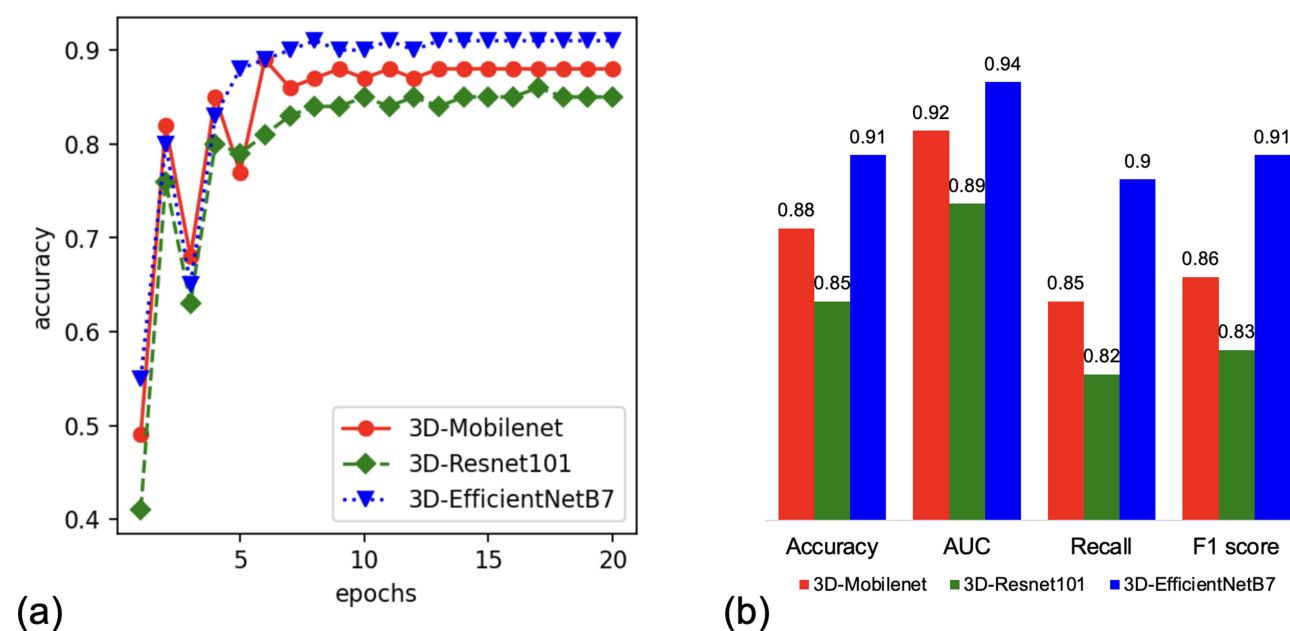 0.9
0.8
0.7
0.6
0.5
0.4
accuracy
5
10
15
20
epochs
3D-Mobilenet
3D-Resnet101
3D-EfficientNetB7
(a)
0.88
0.85
0.91
0.92
0.89
0.94
0.85
0.82
0.9
0.86
0.83
0.91
Accuracy
AUC
Recall
F1 score
3D-Mobilenet 3D-Resnet101 3D-EfficientNetB7
(b)